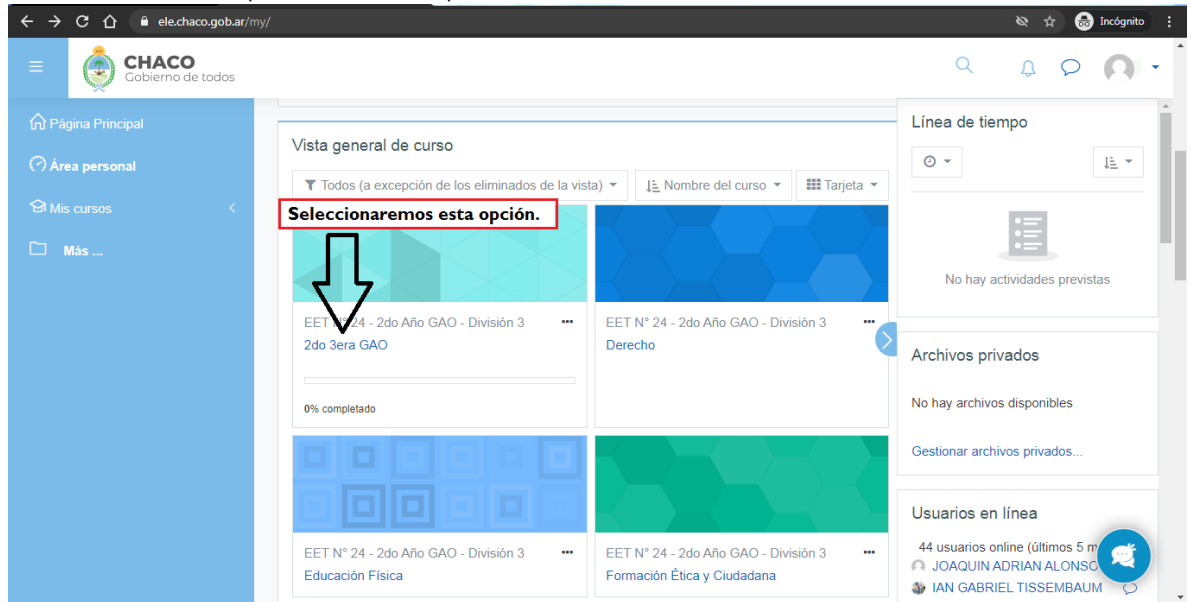 ele.chaco.gob.ar/my/
Incógnito
CHACO
Gobierno de todos
Página Principal
Área personal
Mis cursos
Más ...
Vista general de curso
Todos (a excepción de los eliminados de la vista)
Nombre del curso
Tarjeta
Seleccionaremos esta opción.
EET N° 24 - 2do Año GAO - División 3
2do 3era GAO
0% completado
EET N° 24 - 2do Año GAO - División 3
Derecho
EET N° 24 - 2do Año GAO - División 3
Educación Física
EET N° 24 - 2do Año GAO - División 3
Formación Ética y Ciudadana
Línea de tiempo
No hay actividades previstas
Archivos privados
No hay archivos disponibles
Gestionar archivos privados...
Usuarios en línea
44 usuarios online (últimos 5 m
JOAQUIN ADRIAN ALONSO
IAN GABRIEL TISSEMBAUM